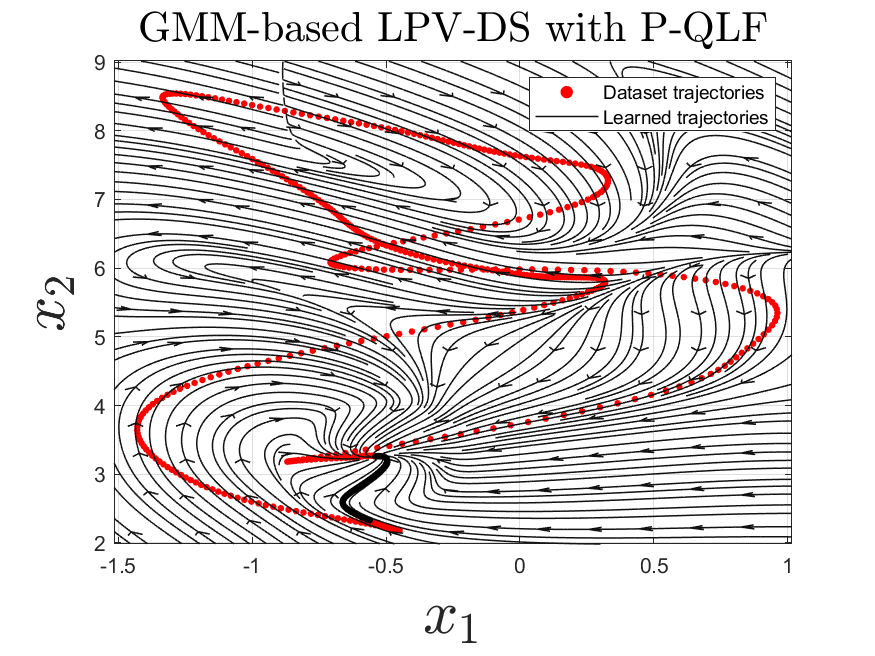 GMM-based LPV-DS with P-QLF
Dataset trajectories
Learned trajectories
9
8
7
6
5
4
3
2
x2
-1.5 -1 -0.5 0 0.5 1
x1